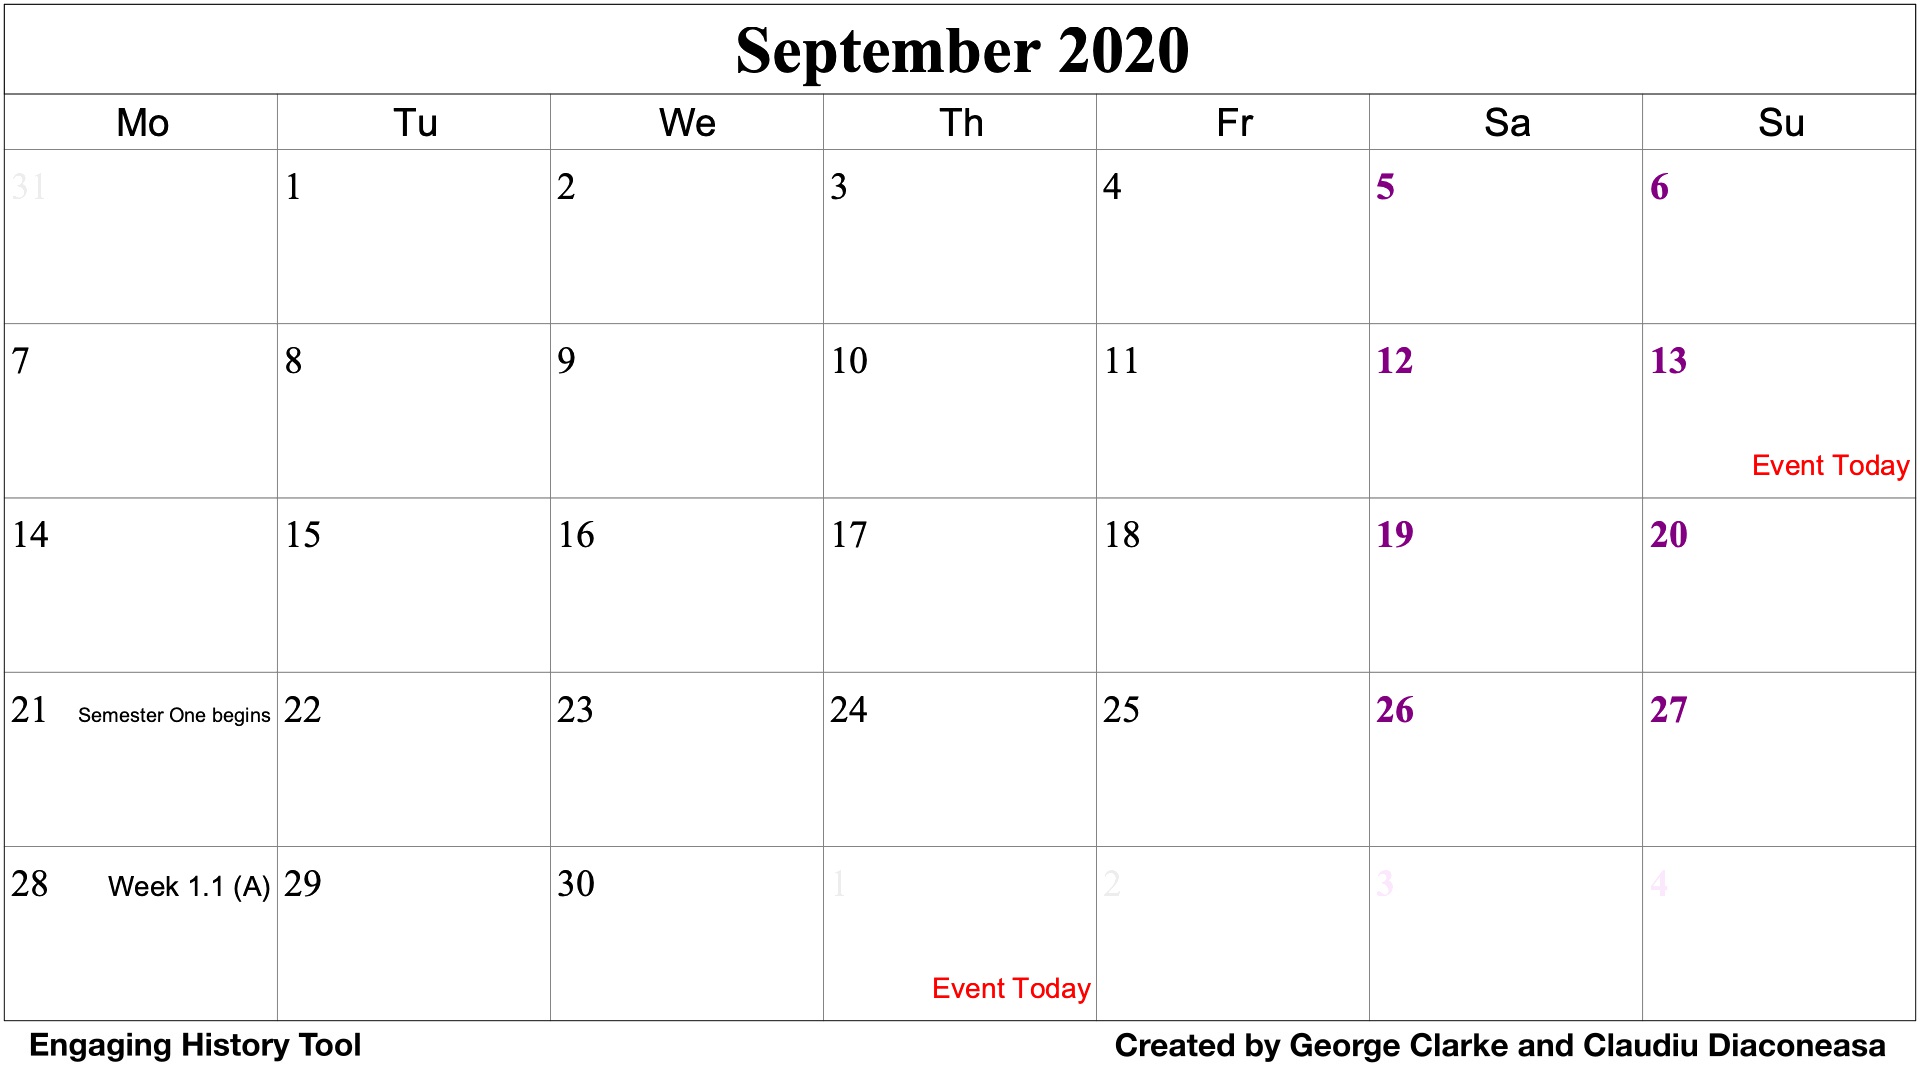 September 2020
Mo Tu We Th Fr Sa Su
31 1 2 3 4 5 6
7 8 9 10 11 12 13
Event Today
14 15 16 17 18 19 20
21 Semester One begins 22 23 24 25 26 27
28 Week 1.1 (A) 29 30 1 2 3 4
Event Today
Engaging History Tool Created by George Clarke and Claudiu Diaconeasa